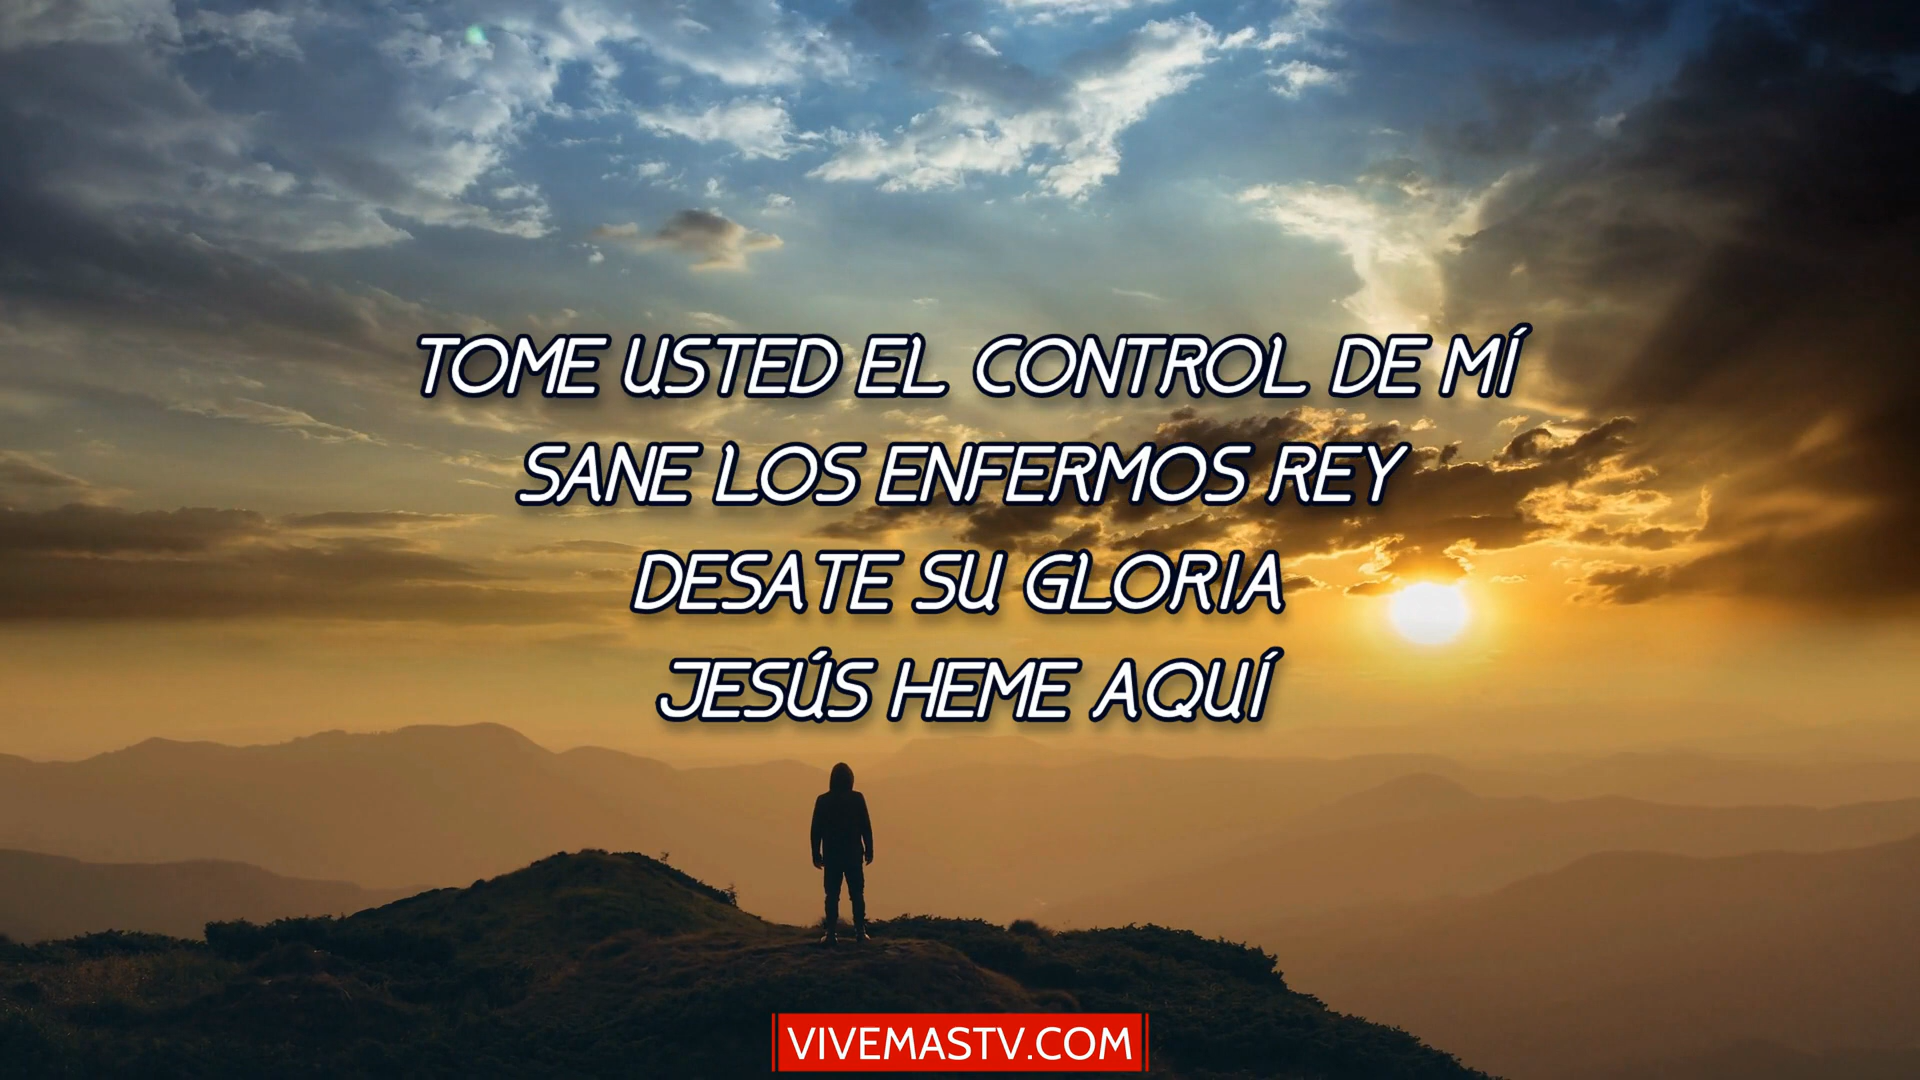 TOME USTED EL CONTROL DE MÍ
SANE LOS ENFERMOS REY
DESATE SU GLORIA
JESÚS HEME AQUÍ
VIVEMASTV.COM